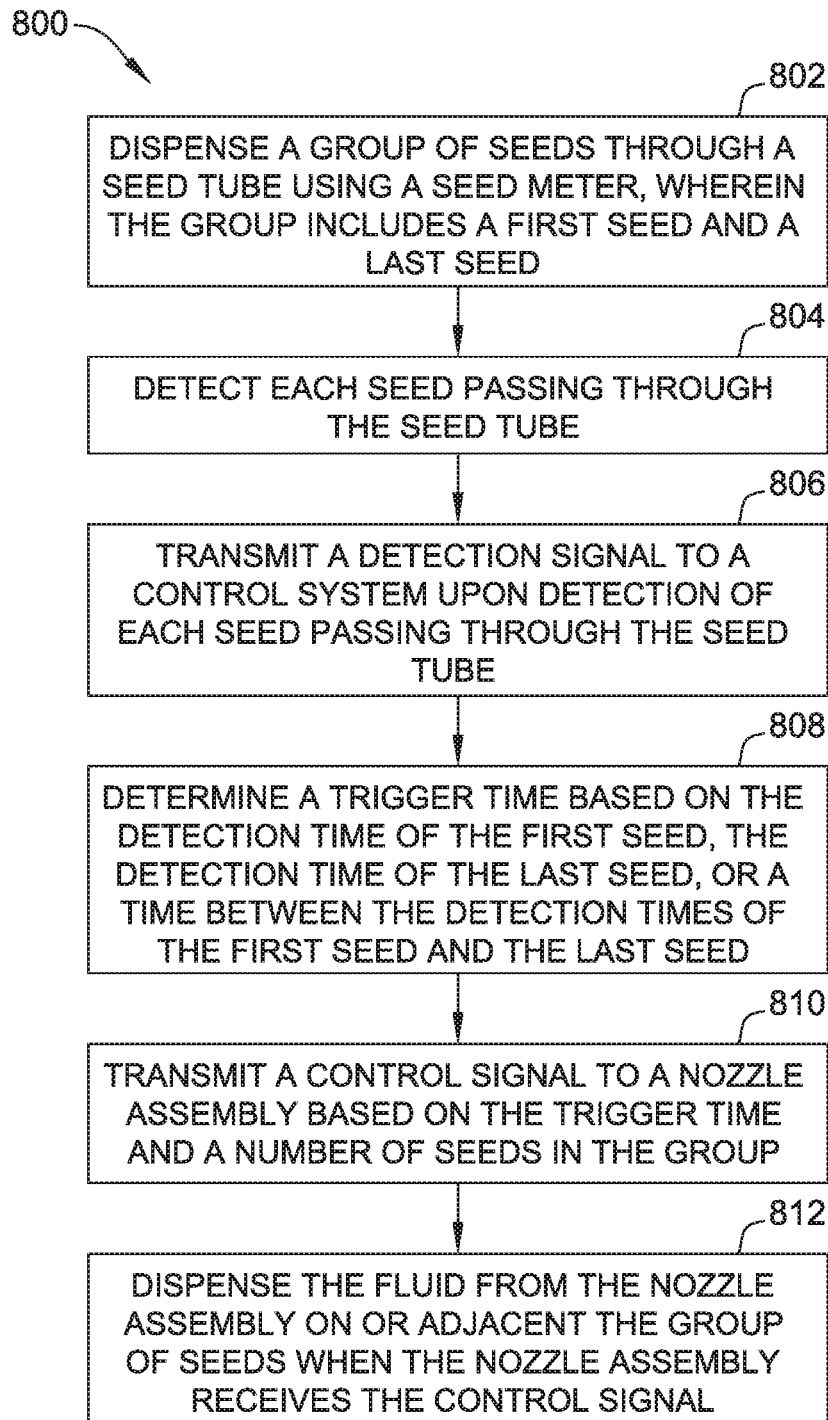 800
802
DISPENSE A GROUP OF SEEDS THROUGH A
SEED TUBE USING A SEED METER, WHEREIN
THE GROUP INCLUDES A FIRST SEED AND A
LAST SEED
804
DETECT EACH SEED PASSING THROUGH
THE SEED TUBE
806
TRANSMIT A DETECTION SIGNAL TO A
CONTROL SYSTEM UPON DETECTION OF
EACH SEED PASSING THROUGH THE SEED
TUBE
808
DETERMINE A TRIGGER TIME BASED ON THE
DETECTION TIME OF THE FIRST SEED, THE
DETECTION TIME OF THE LAST SEED, OR A
TIME BETWEEN THE DETECTION TIMES OF
THE FIRST SEED AND THE LAST SEED
810
TRANSMIT A CONTROL SIGNAL TO A NOZZLE
ASSEMBLY BASED ON THE TRIGGER TIME
AND A NUMBER OF SEEDS IN THE GROUP
812
DISPENSE THE FLUID FROM THE NOZZLE
ASSEMBLY ON OR ADJACENT THE GROUP
OF SEEDS WHEN THE NOZZLE ASSEMBLY
RECEIVES THE CONTROL SIGNAL